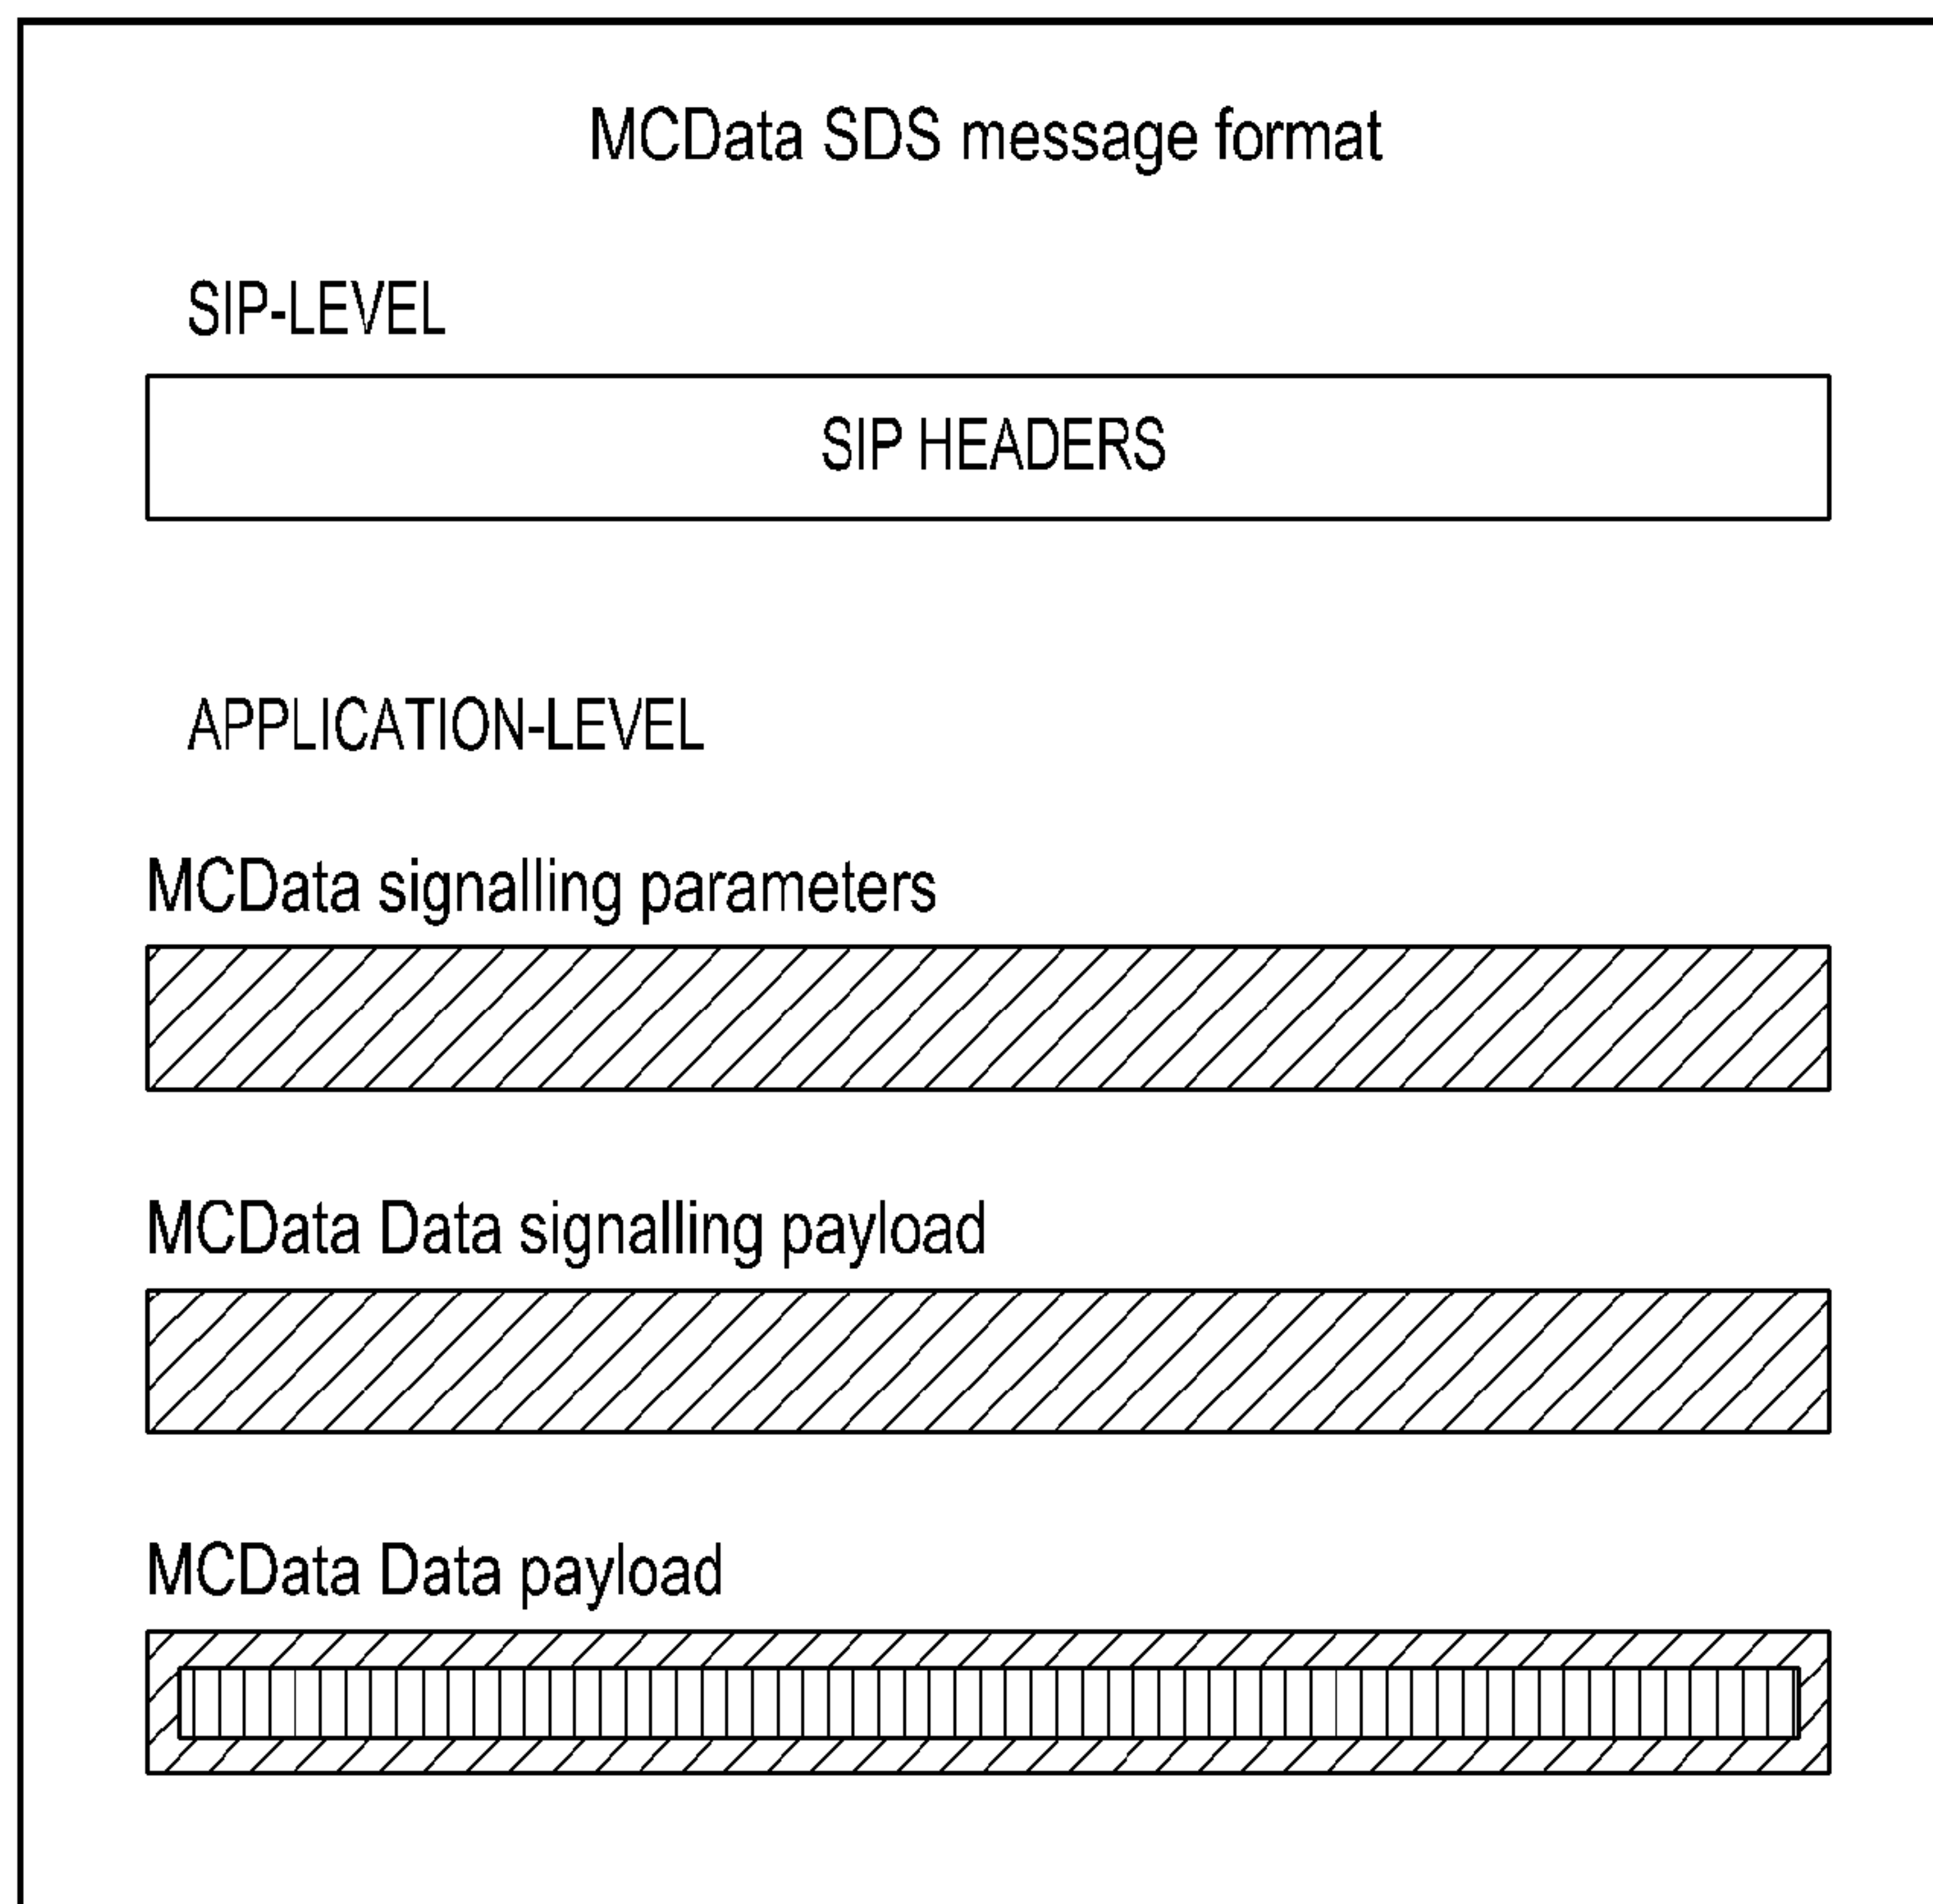 MCData SDS message format
SIP-LEVEL
SIP HEADERS
APPLICATION-LEVEL
MCData signalling parameters
MCData Data signalling payload
MCData Data payload